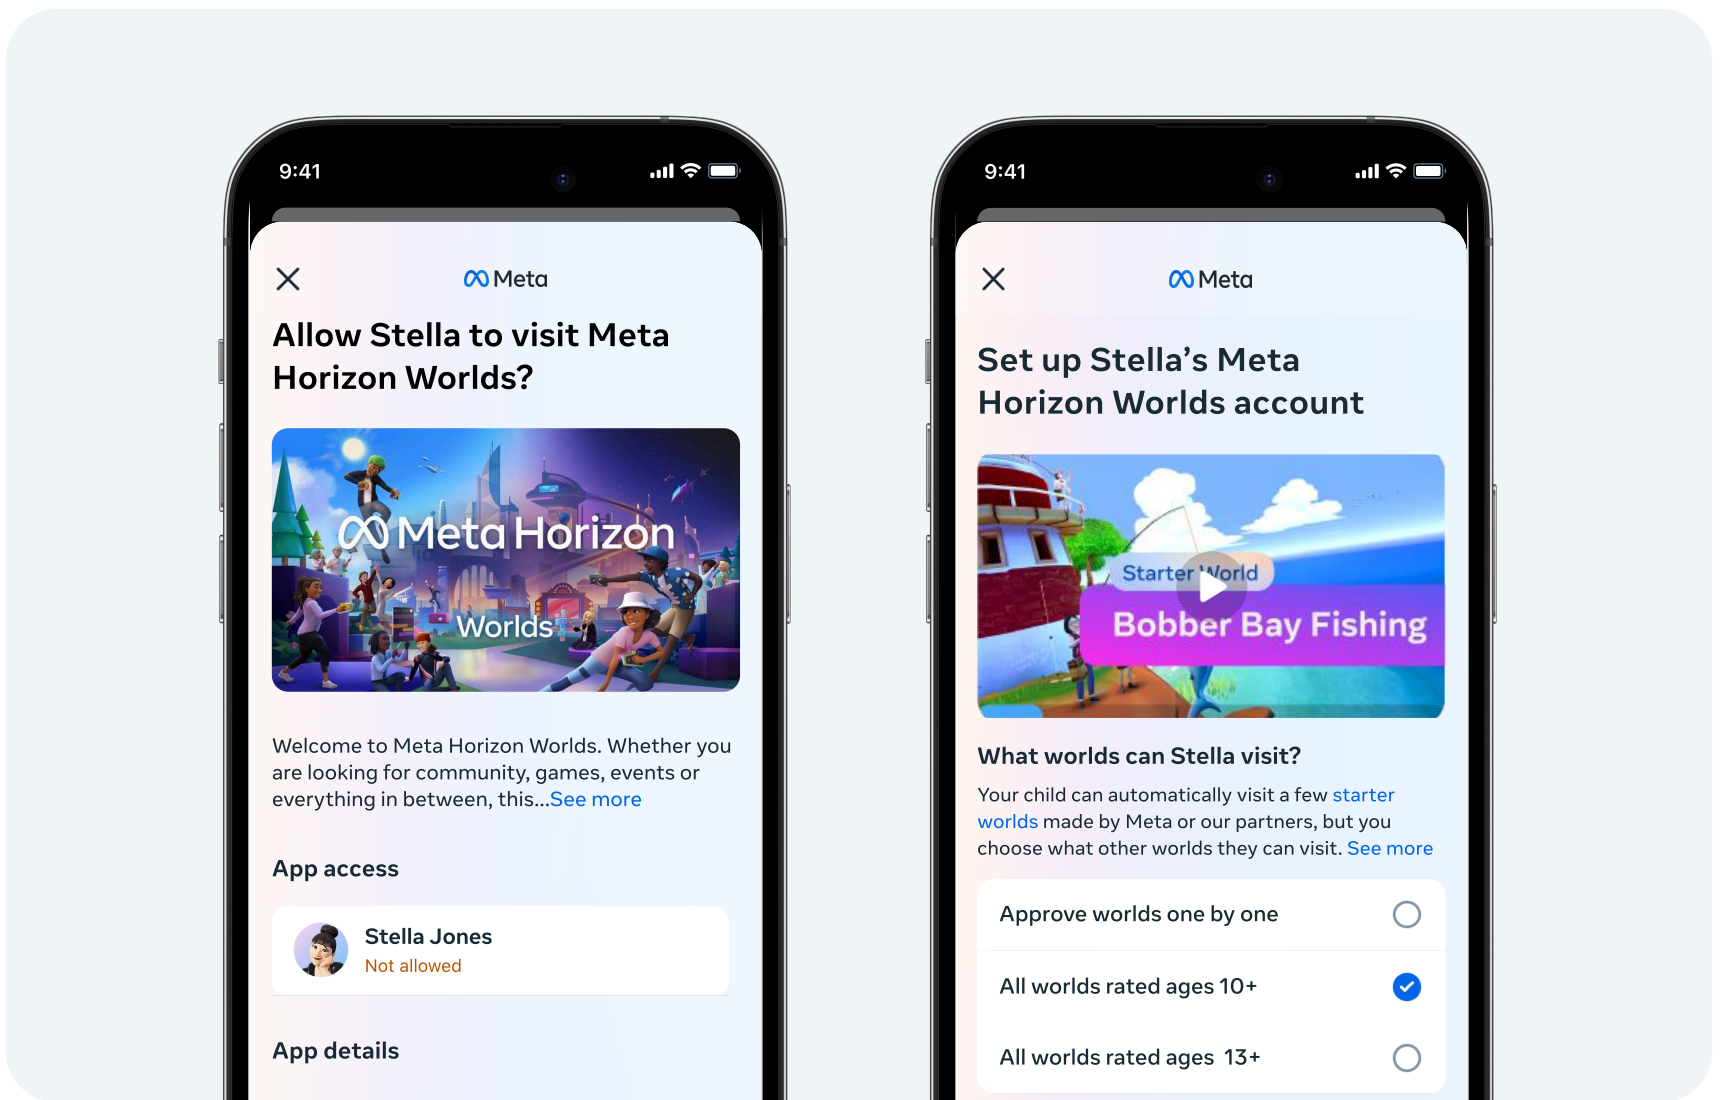 9:41
Meta
Allow Stella to visit Meta
Horizon Worlds?
Meta Horizon
Worlds
Welcome to Meta Horizon Worlds. Whether you
are looking for community, games, events or
everything in between, this...See more
App access
Stella Jones
Not allowed
App details
9:41
Meta
Set up Stella’s Meta
Horizon Worlds account
Starter World
Bobber Bay Fishing
What worlds can Stella visit?
Your child can automatically visit a few starter
worlds made by Meta or our partners, but you
choose what other worlds they can visit. See more
Approve worlds one by one
All worlds rated ages 10+
All worlds rated ages 13+